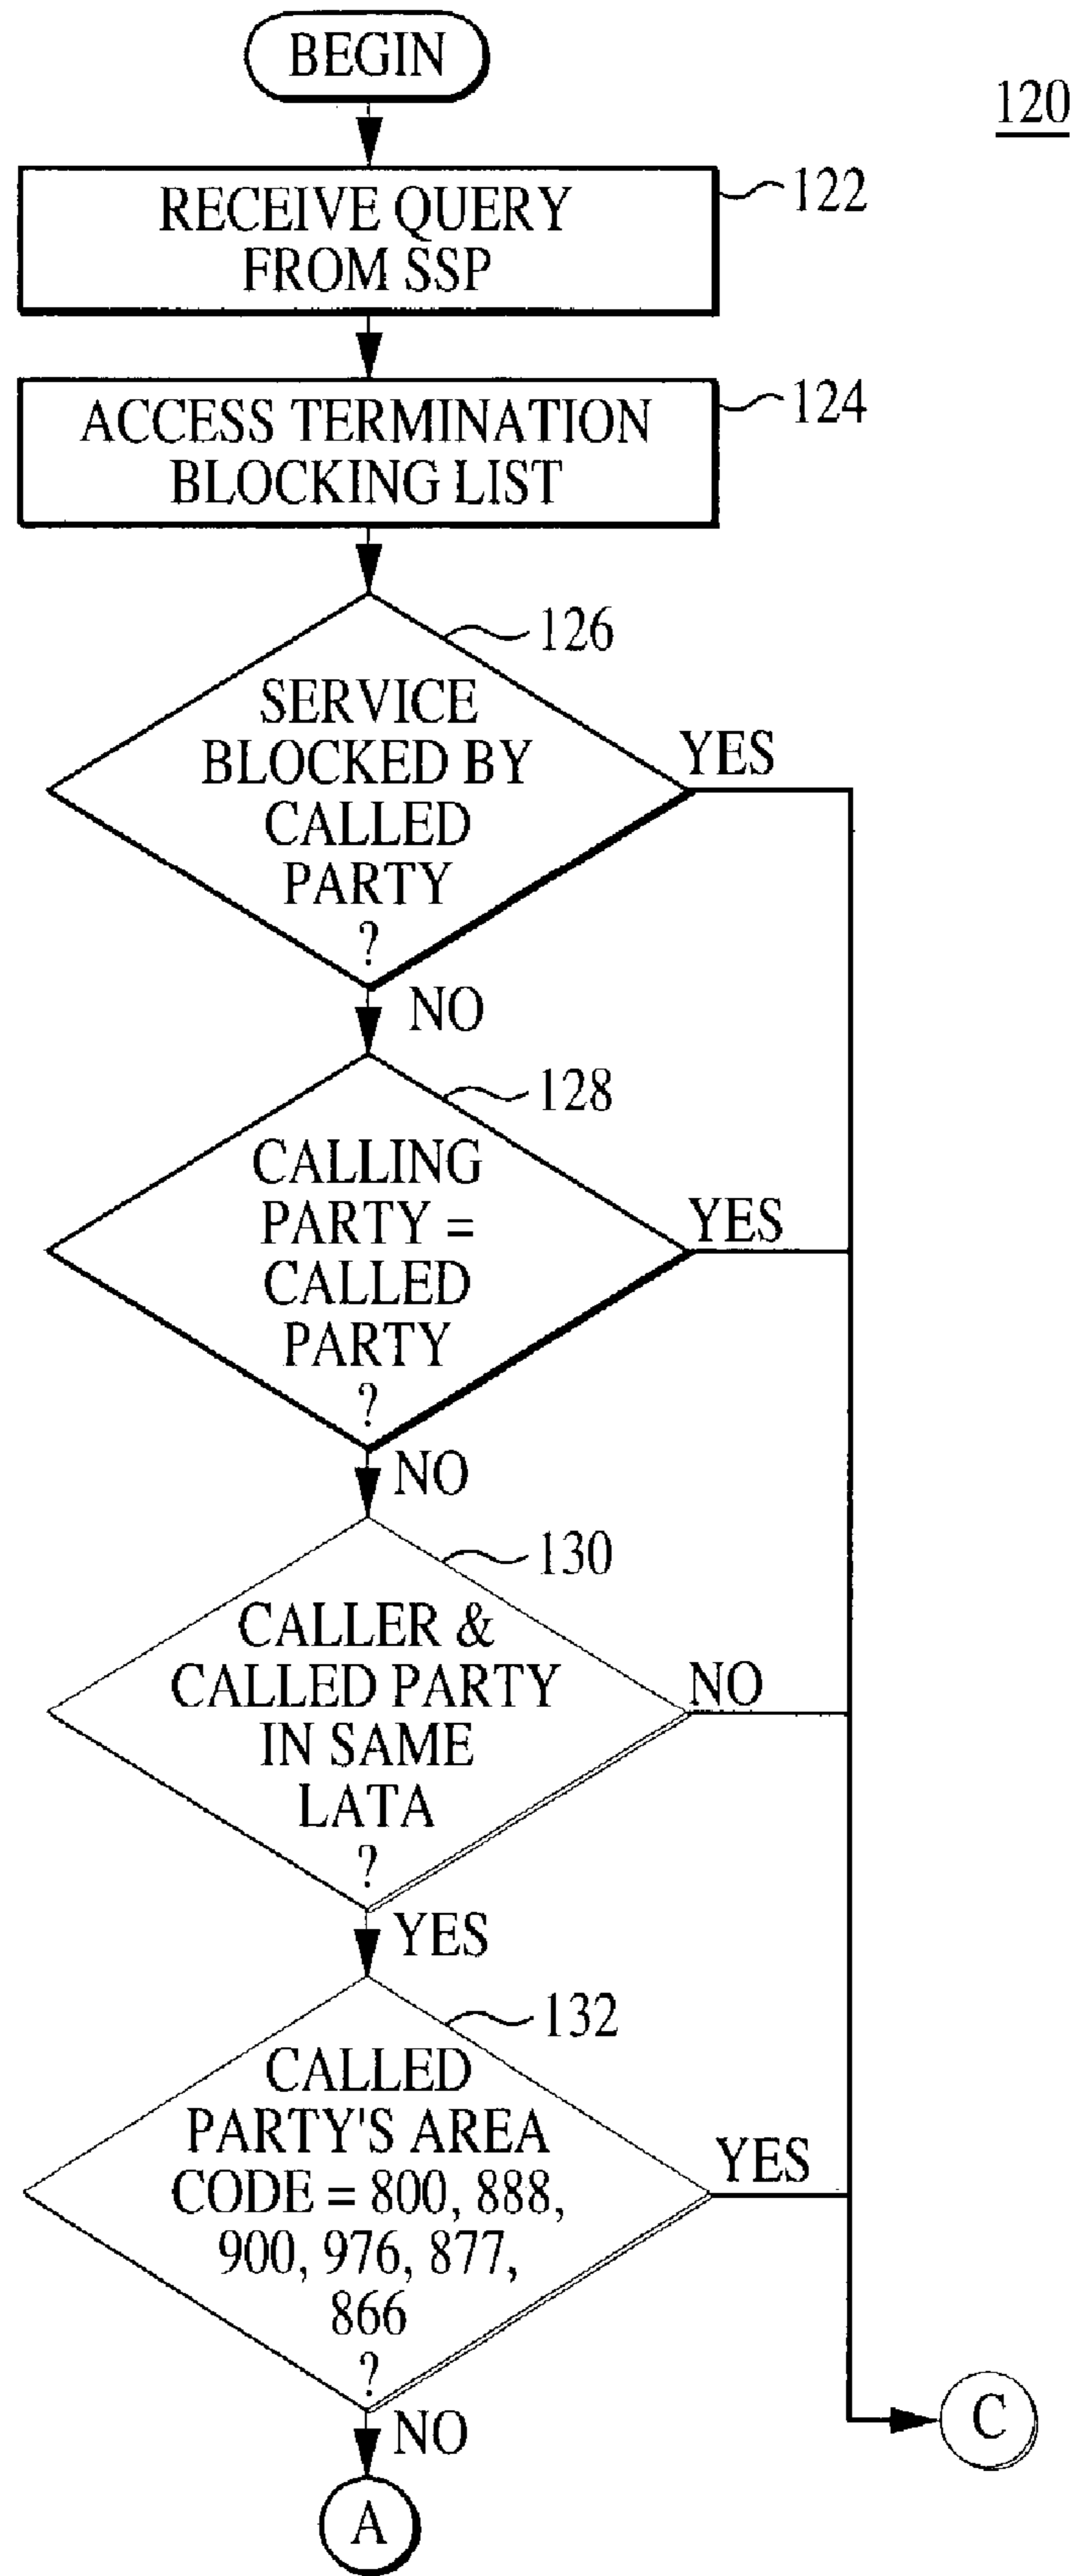 BEGIN
120
RECEIVE QUERY
FROM SSP
122
ACCESS TERMINATION
BLOCKING LIST
124
126
SERVICE
BLOCKED BY
CALLED
PARTY
?
YES
NO
128
CALLING
PARTY =
CALLED
PARTY
?
YES
NO
130
CALLER &
CALLED PARTY
IN SAME
LATA
?
NO
YES
132
CALLED
PARTY'S AREA
CODE = 800, 888,
900, 976, 877,
866
?
YES
NO
C
A